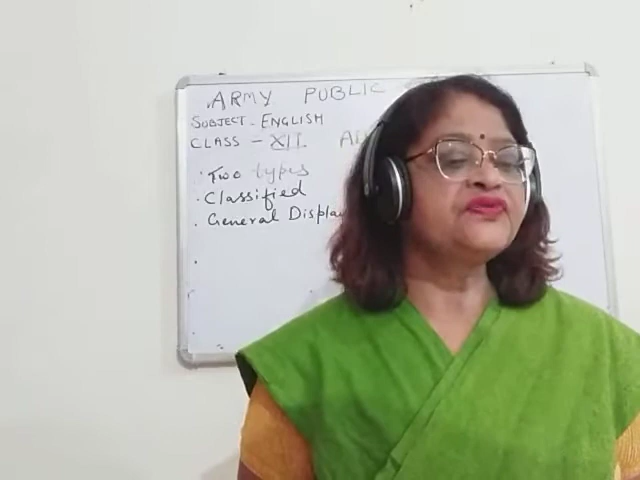 ARMY PUBLIC
SUBJECT - ENGLISH
CLASS - XII.
Two types
Classified
General Display